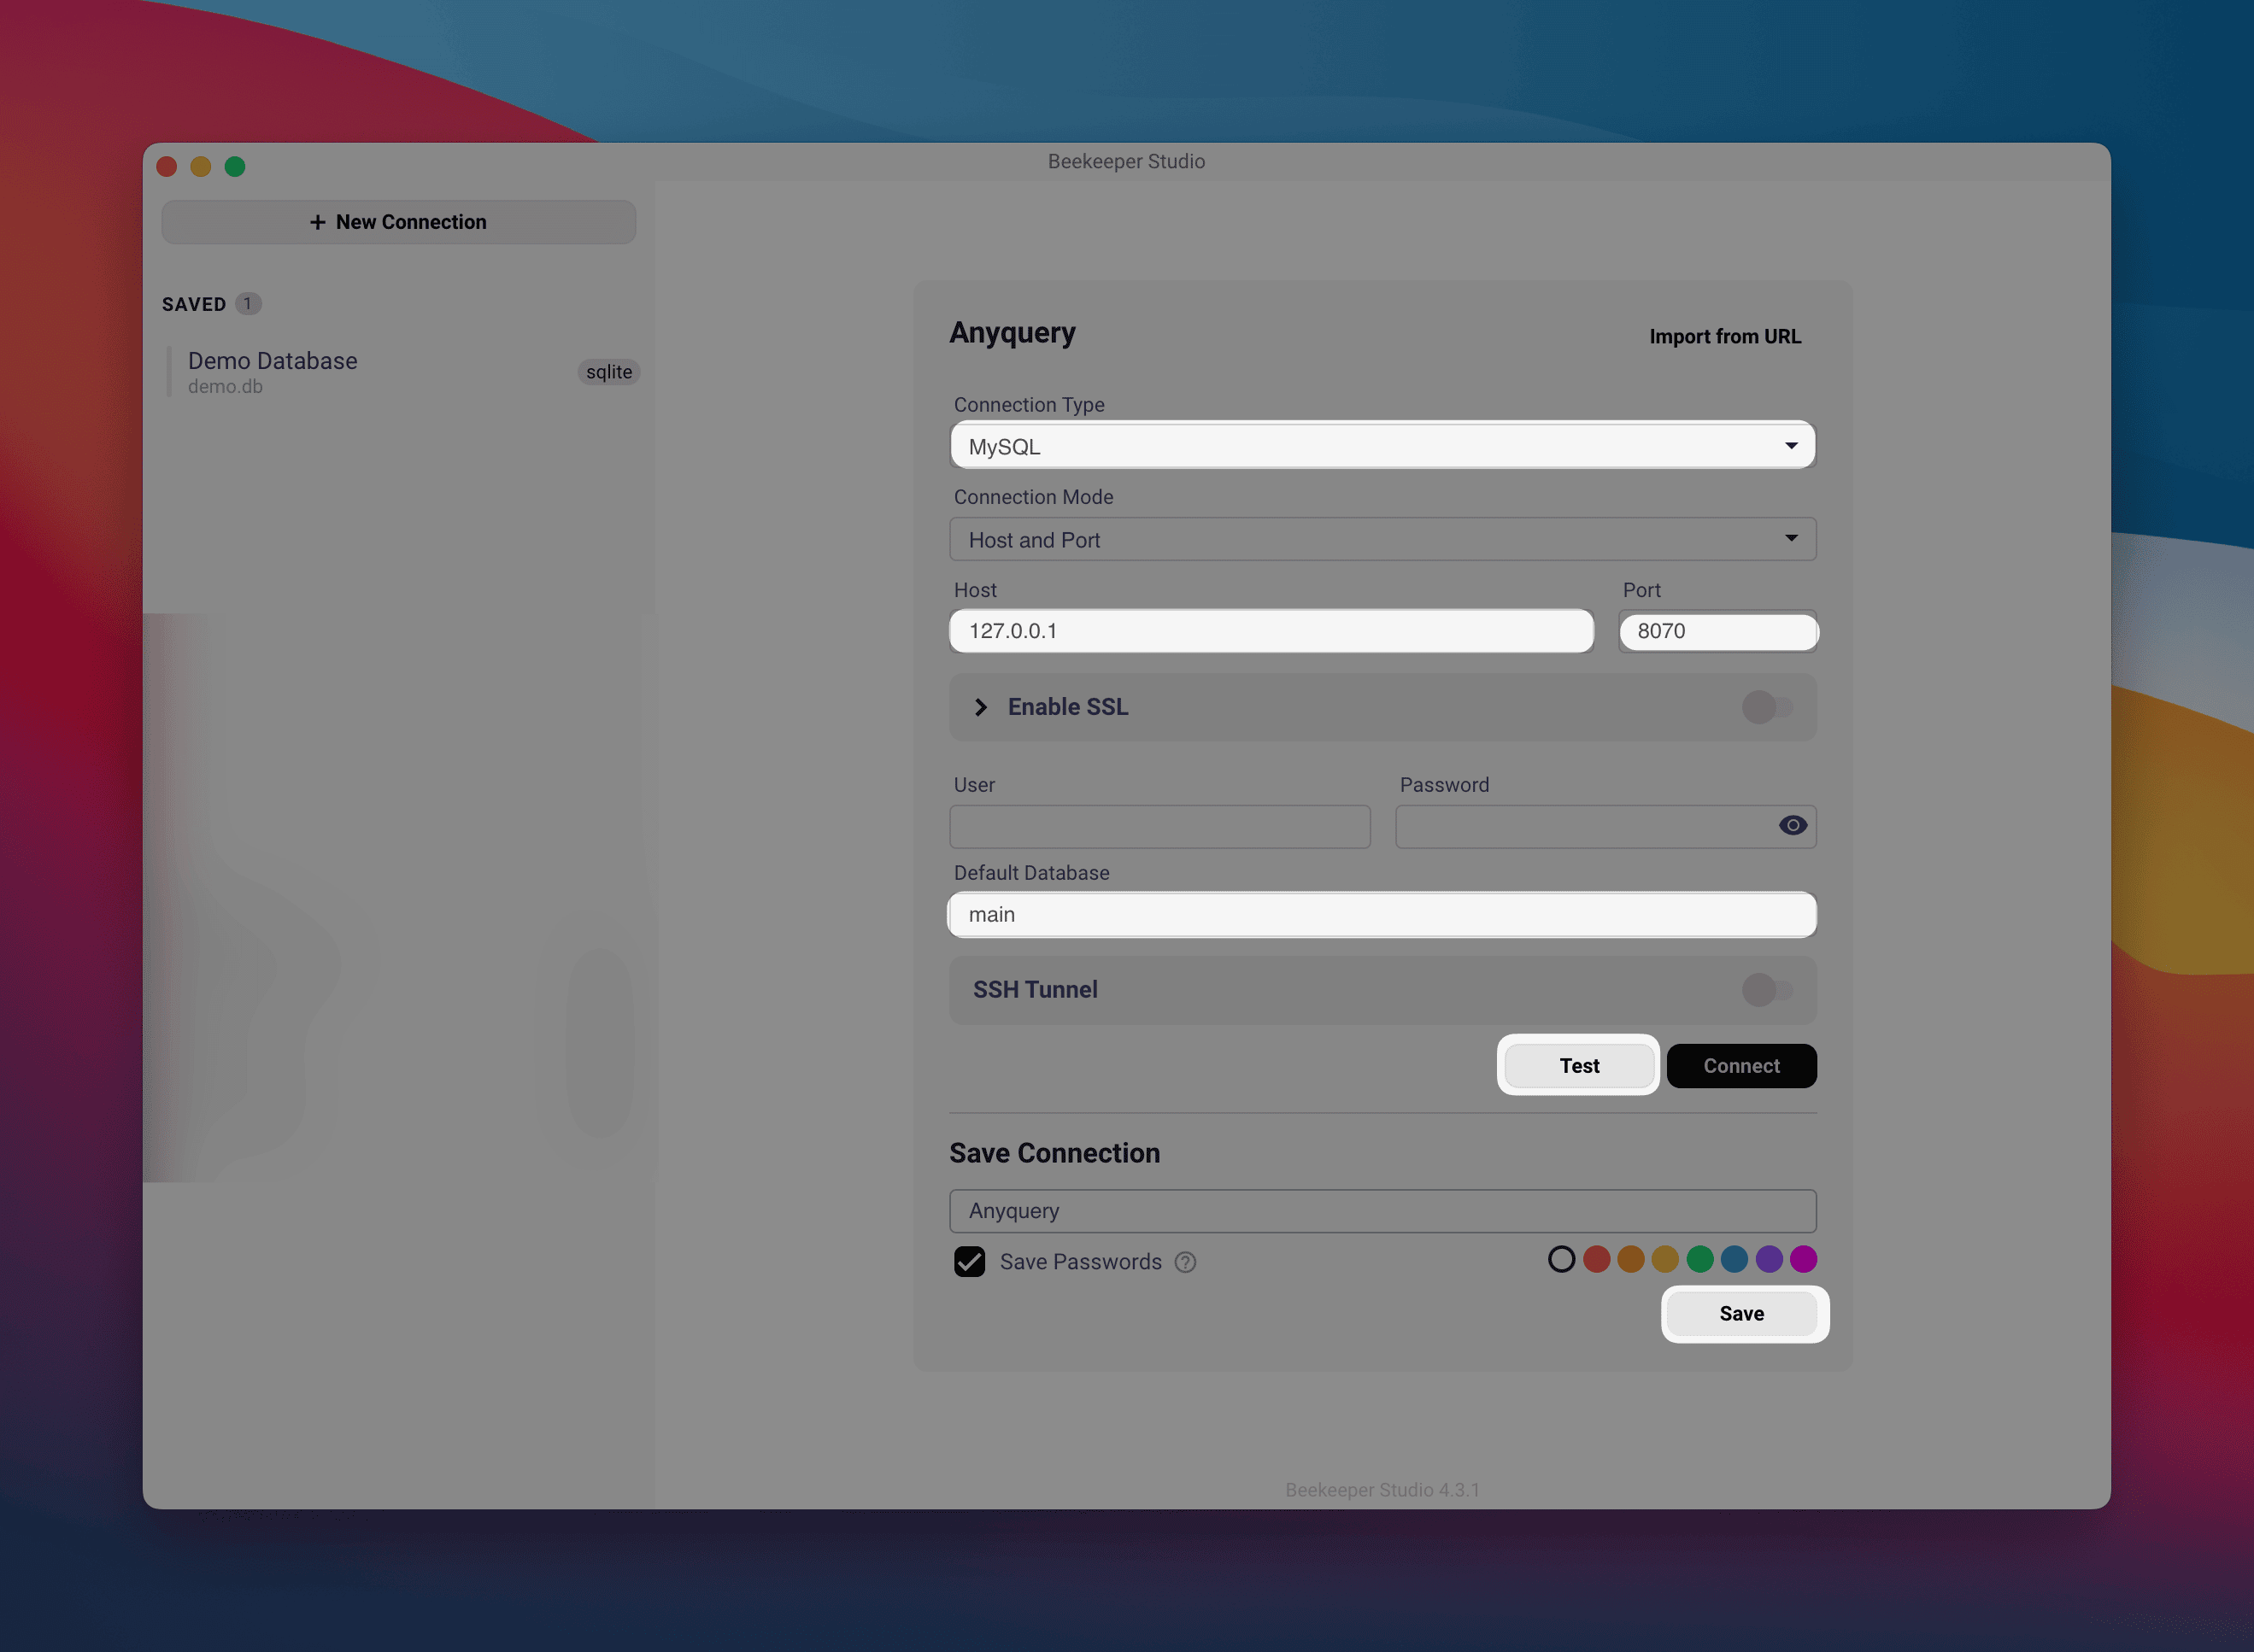 Beekeeper Studio
+ New Connection
SAVED 1
Demo Database
demo.db
sqlite
Anyquery
Import from URL
Connection Type
MySQL
Connection Mode
Host and Port
Host
Port
127.0.0.1
8070
Enable SSL
User
Password
Default Database
main
SSH Tunnel
Test
Connect
Save Connection
Anyquery
Save Passwords ?
Save
Beekeeper Studio 4.3.1